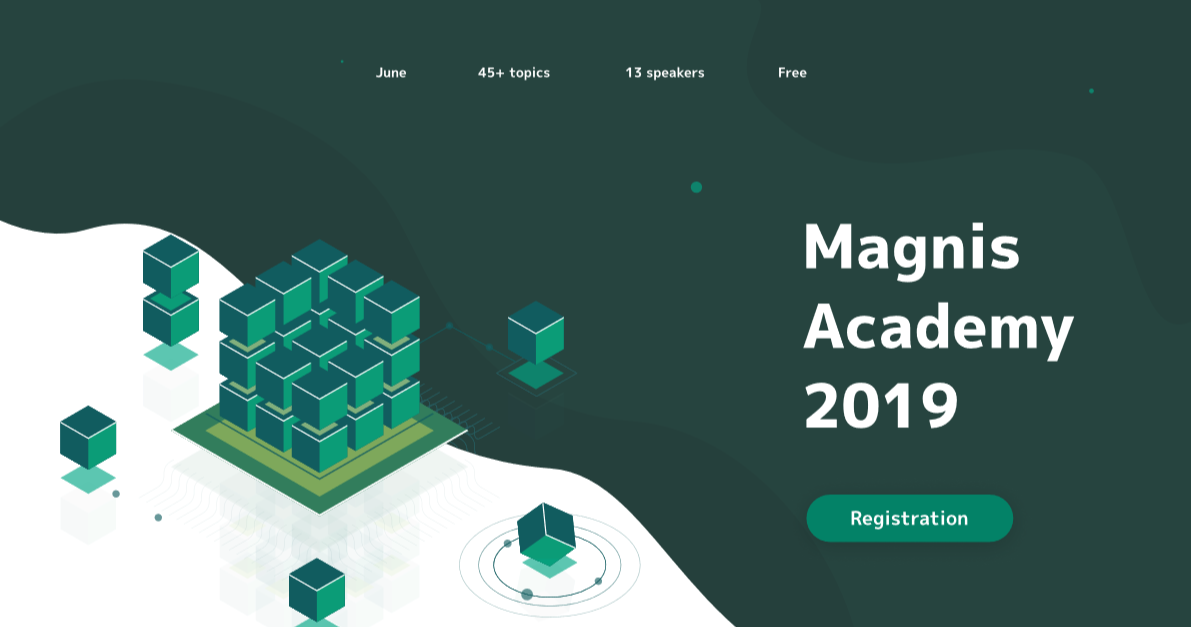 June 45+ topics 13 speakers Free
Magnis
Academy
2019
Registration